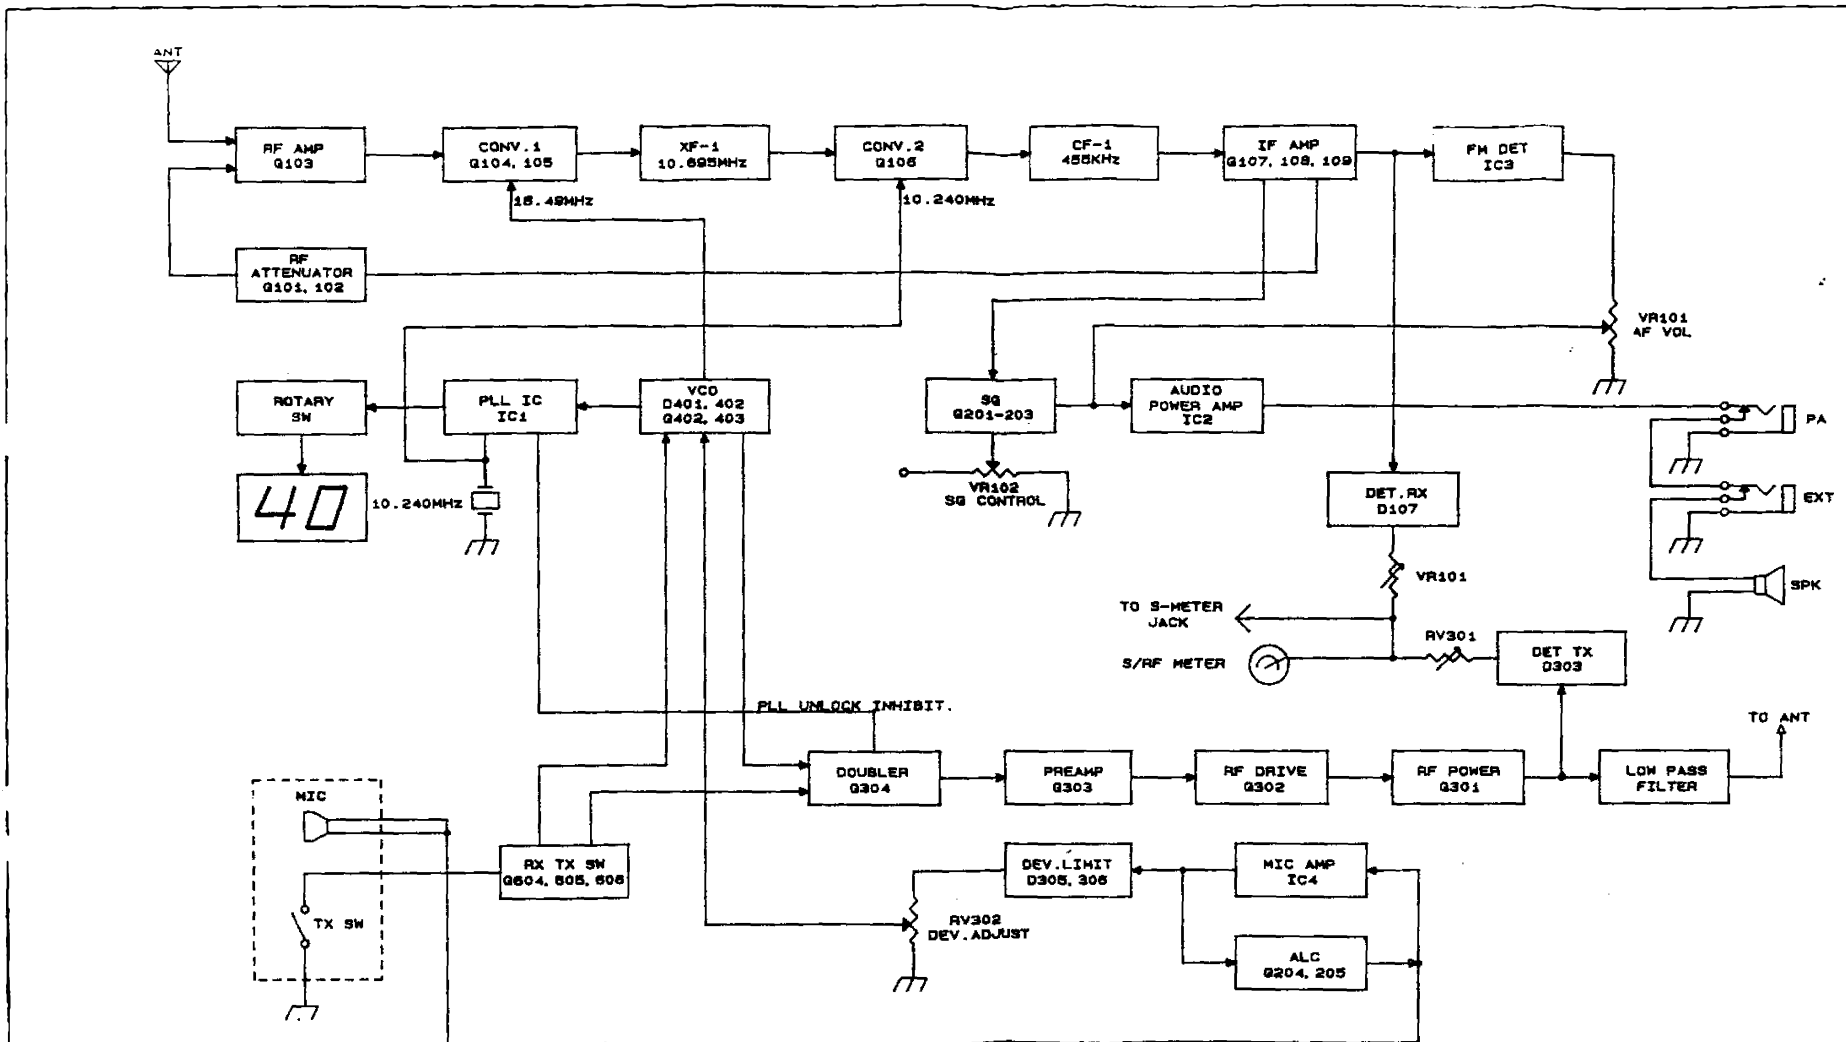 ANT
RF AMP
Q103
CONV.1
Q104, 105
XF-1
10.695MHz
CONV.2
Q106
CF-1
455KHz
IF AMP
Q107, 108, 109
FM DET
IC3
16.49MHz
10.240MHz
RF
ATTENUATOR
Q101, 102
VR101
AF VOL
ROTARY
SW
PLL IC
IC1
VCO
D401, 402
Q402, 403
SQ
Q201-203
AUDIO
POWER AMP
IC2
PA
40
10.240MHz
VR102
SQ CONTROL
DET.RX
D107
EXT
VR101
SPK
TO S-METER
JACK
RV301
S/RF METER
DET TX
D303
PLL UNLOCK INHIBIT.
TO ANT
DOUBLER
Q304
PREAMP
Q303
RF DRIVE
Q302
RF POWER
Q301
LOW PASS
FILTER
MIC
RX TX SW
Q604, 605, 606
DEV.LIMIT
D305, 306
MIC AMP
IC4
TX SW
RV302
DEV.ADJUST
ALC
Q204, 205